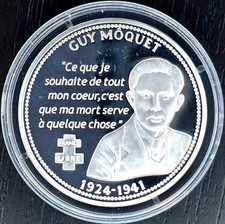 GUY MÔQUET
"Ce que je
souhaite de tout
mon coeur,c'est
que ma mort serve
à quelque chose"
FRANCE
LIBRE
1924-1941